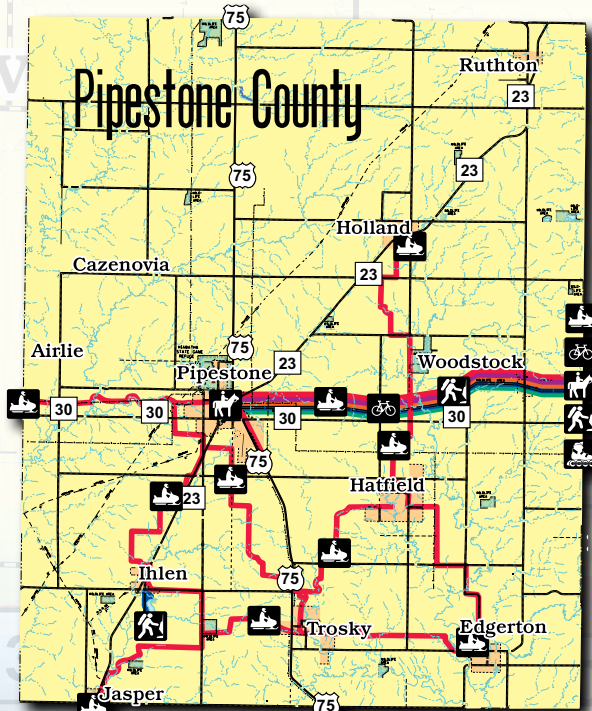 75
Ruthton
Pipestone County
23
23
75
Holland
Cazenovia
23
75
Airlie
23
Woodstock
Pipestone
30
30
30
30
75
23
Hatfield
Ihlen
75
Trosky
Edgerton
Jasper
75